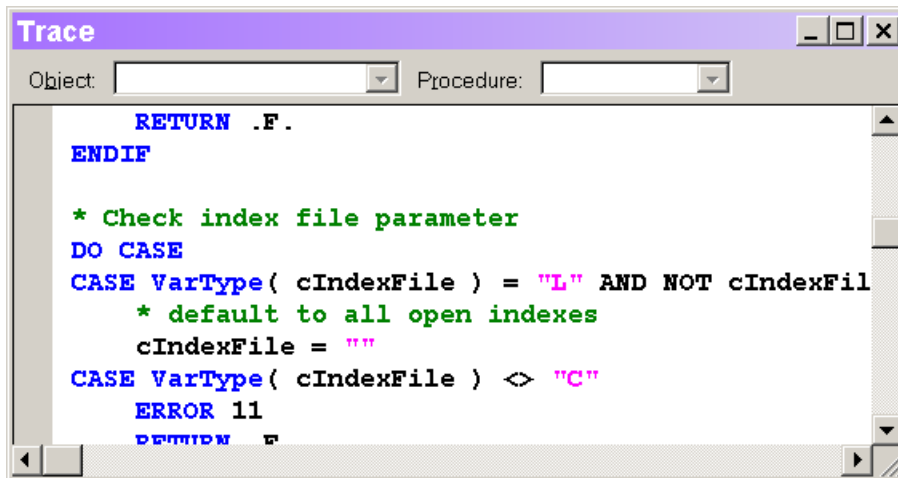 Trace
Object: Procedure:
RETURN .F.
ENDIF
* Check index file parameter
DO CASE
CASE VarType( cIndexFile ) = "L" AND NOT cIndexFil
* default to all open indexes
cIndexFile = ""
CASE VarType( cIndexFile ) <> "C"
ERROR 11
RETURN .F.